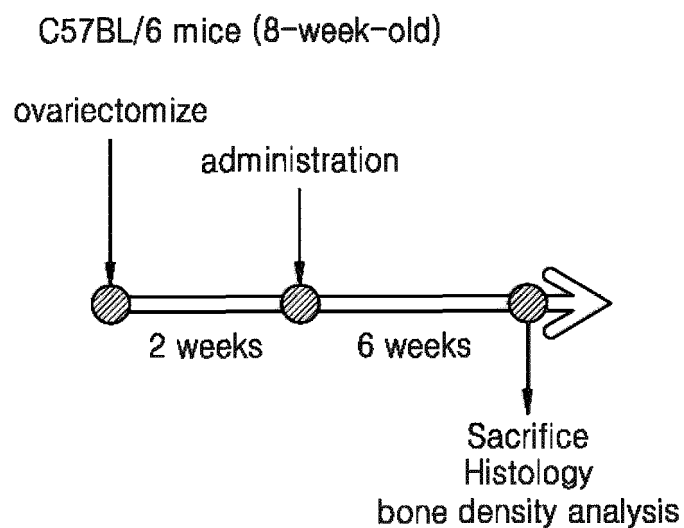 C57BL/6 mice (8-week-old)
ovariectomize
administration
2 weeks
6 weeks
Sacrifice
Histology
bone density analysis